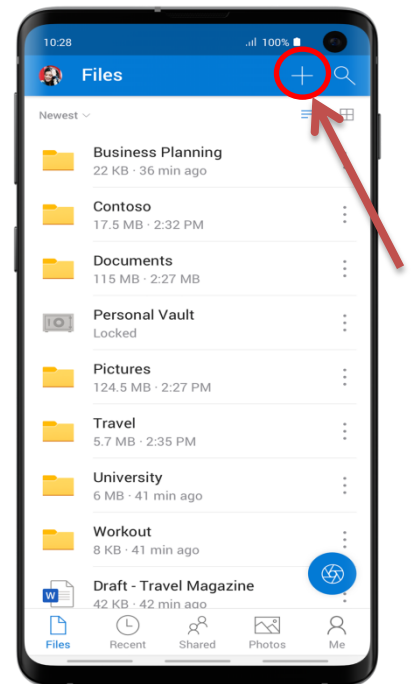 10:28
100%
Files
Newest
Business Planning
22 KB · 36 min ago
Contoso
17.5 MB · 2:32 PM
Documents
115 MB · 2:27 MB
Personal Vault
Locked
Pictures
124.5 MB · 2:27 PM
Travel
5.7 MB · 2:35 PM
University
6 MB · 41 min ago
Workout
8 KB · 41 min ago
W
Draft - Travel Magazine
42 KB · 42 min ago
Files Recent Shared Photos Me